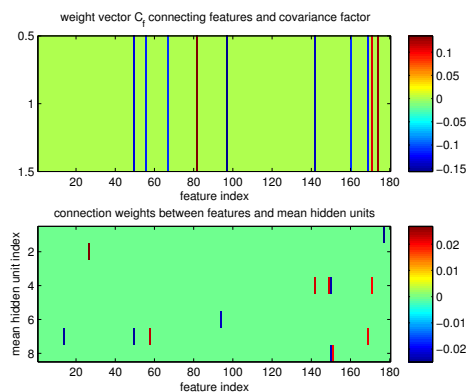 weight vector C_f connecting features and covariance factor
0.5
1
1.5
20 40 60 80 100 120 140 160 180
feature index
0.1
0.05
0
−0.05
−0.1
−0.15
connection weights between features and mean hidden units
mean hidden unit index
2
4
6
8
20 40 60 80 100 120 140 160 180
feature index
0.02
0.01
0
−0.01
−0.02